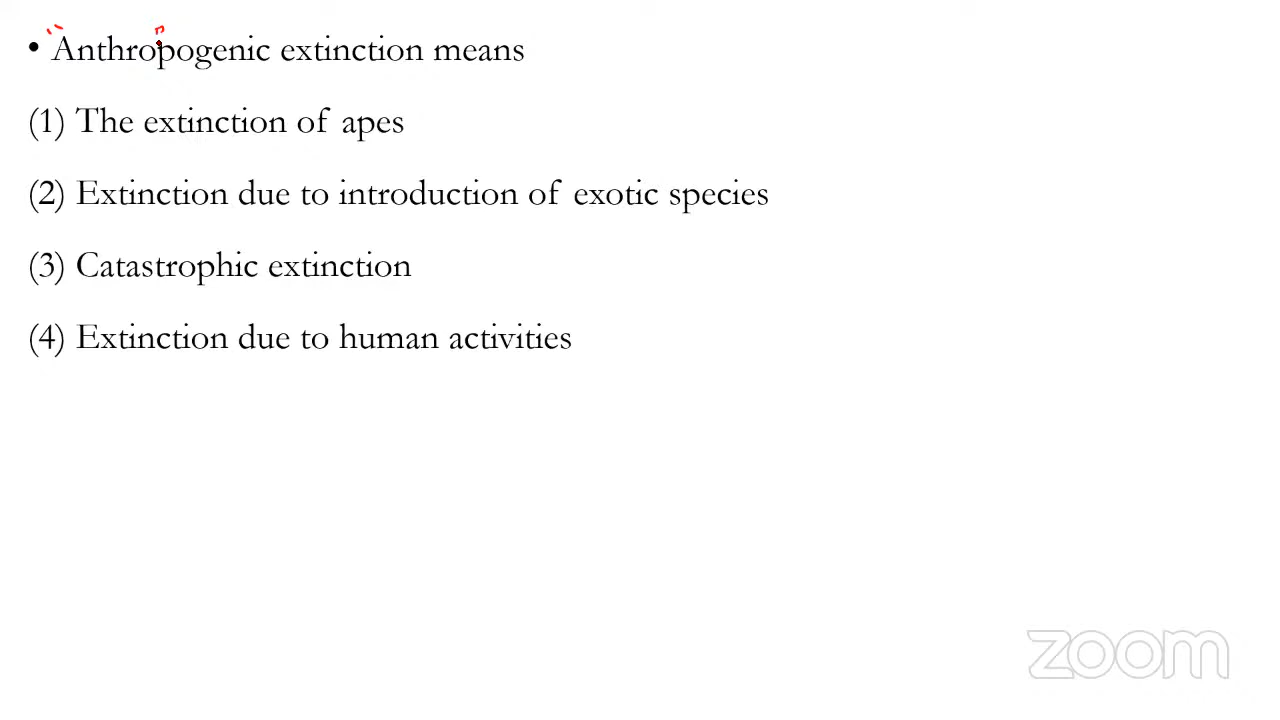 • Anthropogenic extinction means
(1) The extinction of apes
(2) Extinction due to introduction of exotic species
(3) Catastrophic extinction
(4) Extinction due to human activities
zoom